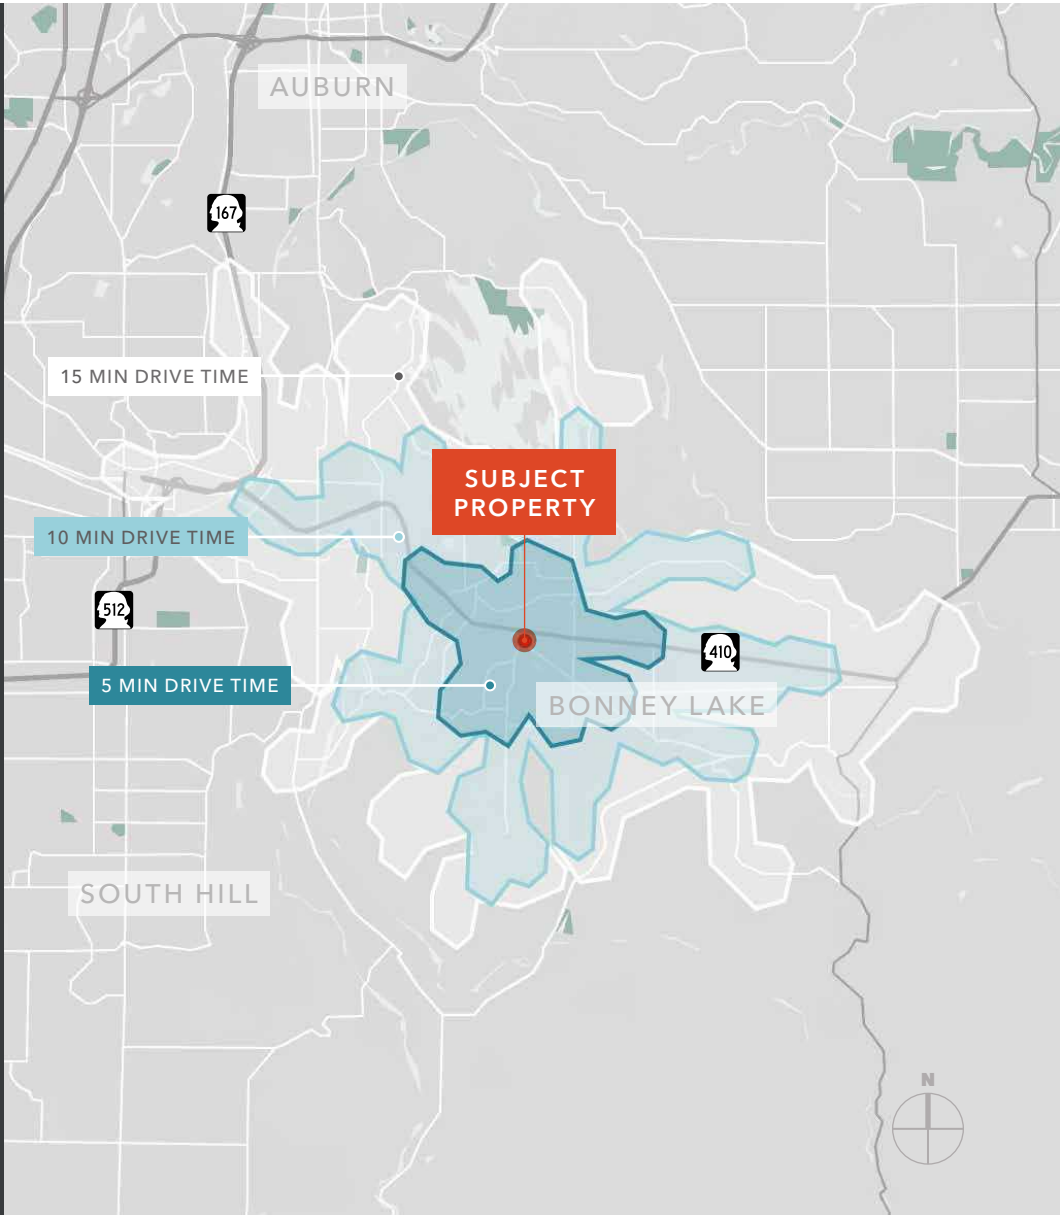 AUBURN
167
15 MIN DRIVE TIME
SUBJECT
PROPERTY
10 MIN DRIVE TIME
512
410
5 MIN DRIVE TIME
BONNEY LAKE
SOUTH HILL
N